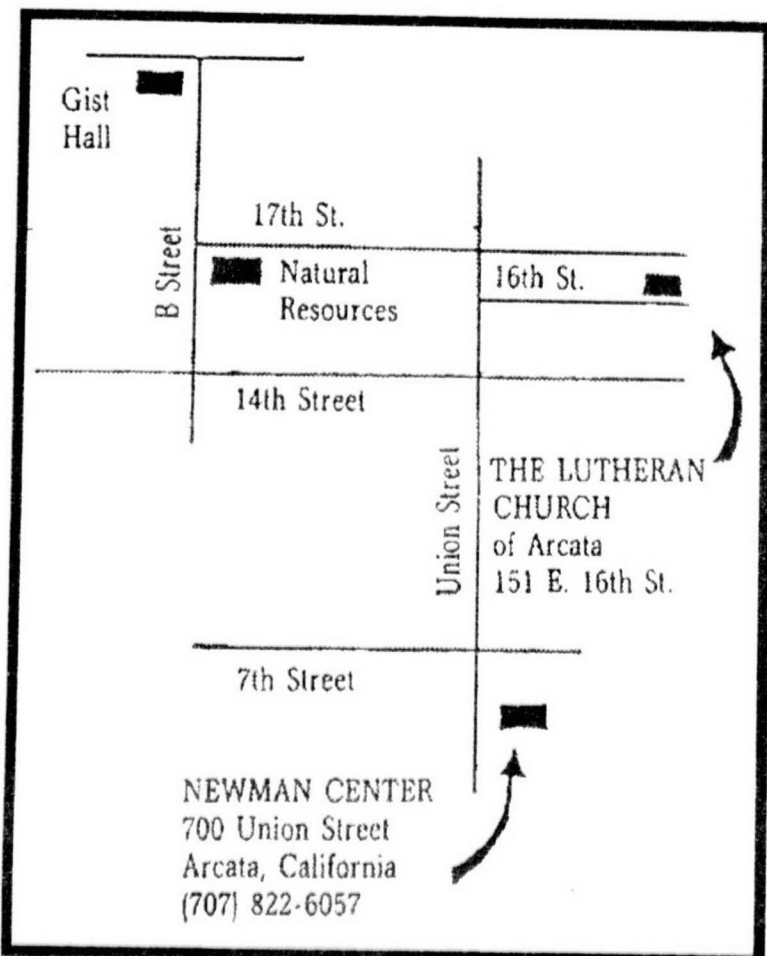 Gist
Hall
B Street
17th St.
Natural
Resources
16th St.
14th Street
Union Street
THE LUTHERAN
CHURCH
of Arcata
151 E. 16th St.
7th Street
NEWMAN CENTER
700 Union Street
Arcata, California
(707) 822-6057